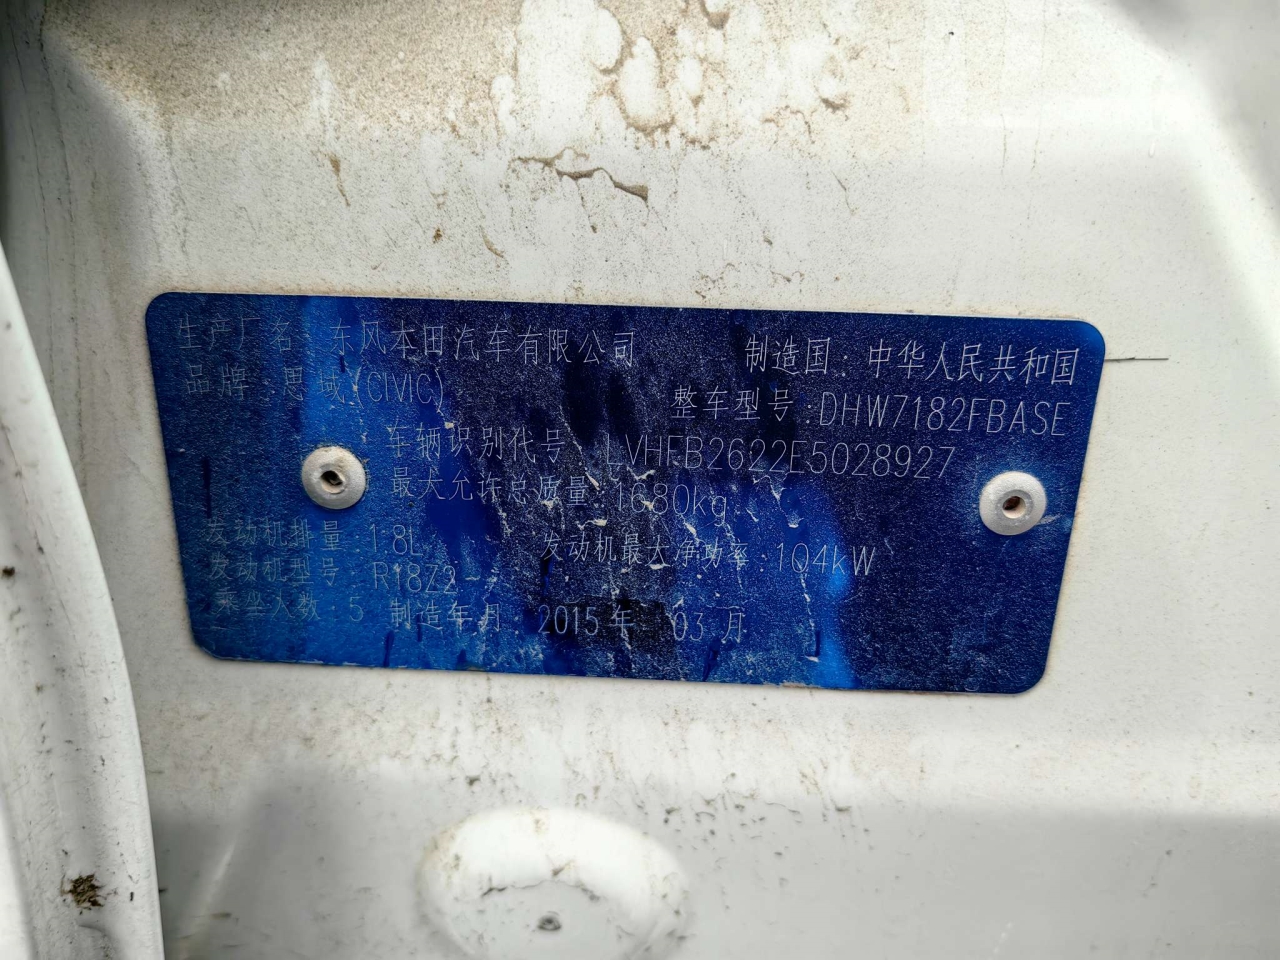 生产厂名：东风本田汽车有限公司 制造国：中华人民共和国
品牌：思域(CIVIC) 整车型号：DHW7182FBASE
车辆识别代号：LVHFB2622E5028927
最大允许总质量：1680kg
发动机排量：1.8L 发动机最大净功率：104kW
发动机型号：R18Z2
乘坐人数：5 制造年月：2015年 03月